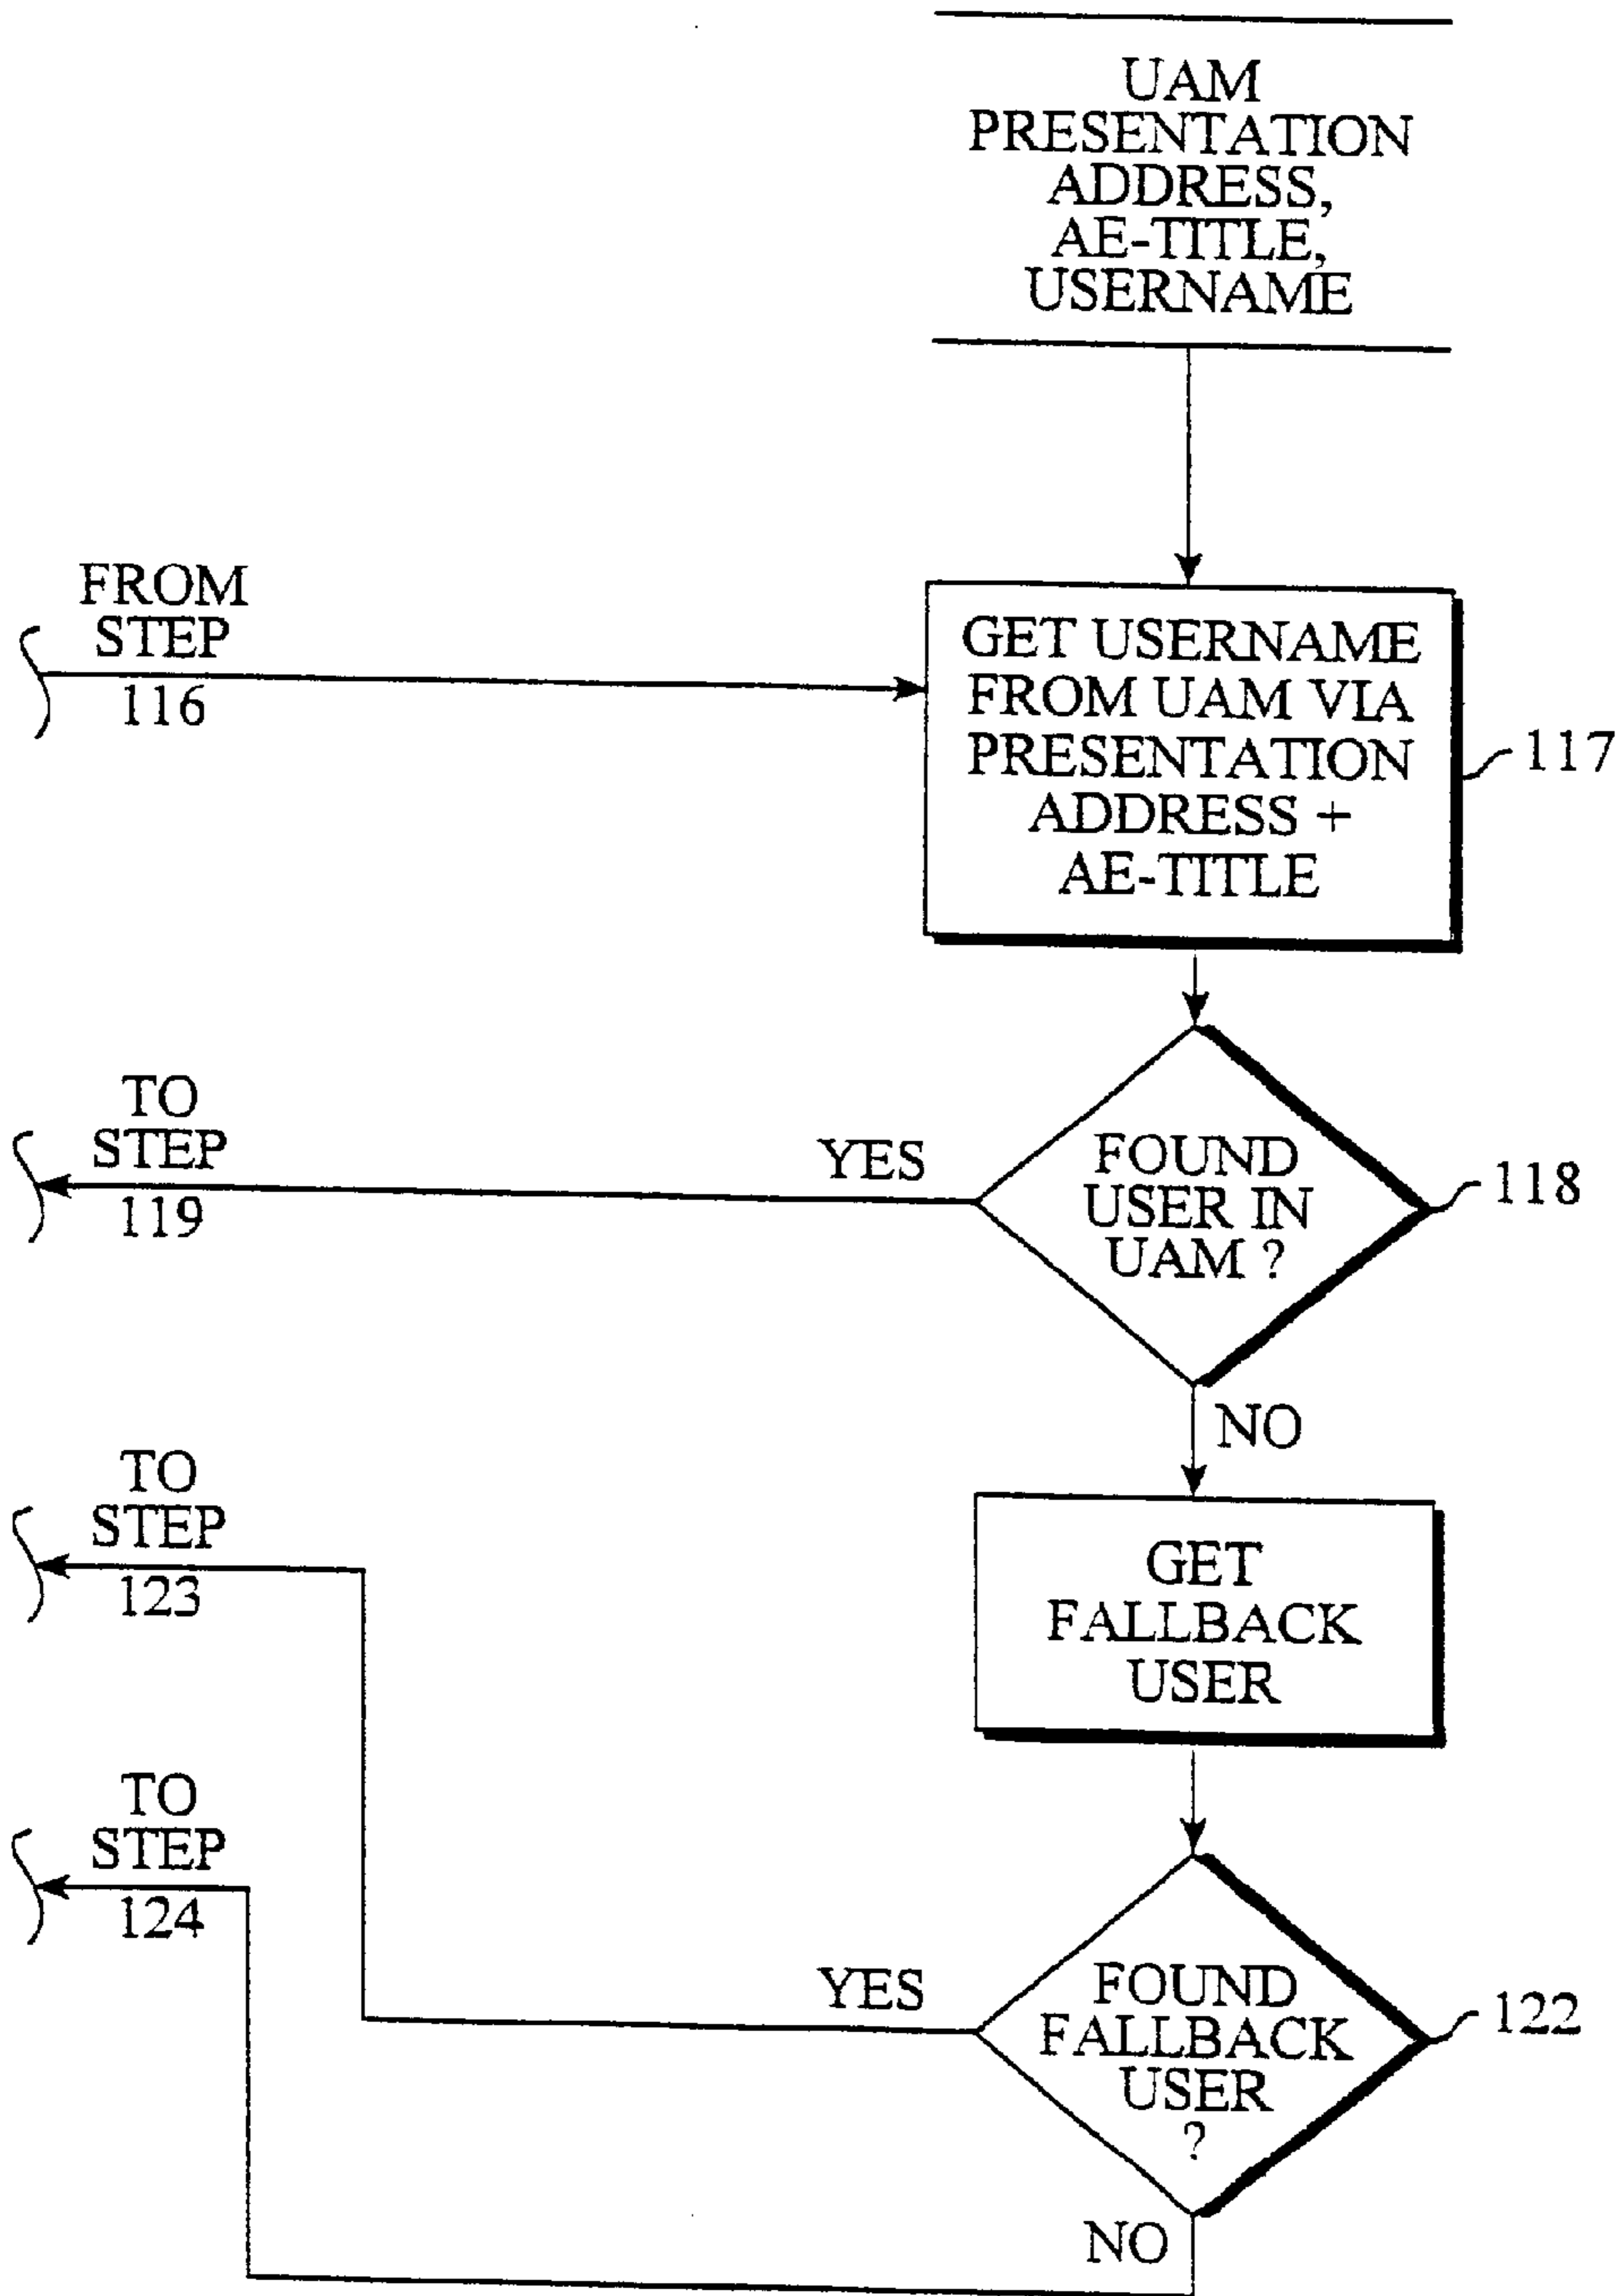 UAM
PRESENTATION
ADDRESS,
AE-TITLE,
USERNAME
FROM
STEP
116
GET USERNAME
FROM UAM VIA
PRESENTATION
ADDRESS +
AE-TITLE
117
TO
STEP
119
YES
FOUND
USER IN
UAM ?
118
NO
TO
STEP
123
GET
FALLBACK
USER
TO
STEP
124
YES
FOUND
FALLBACK
USER
?
122
NO